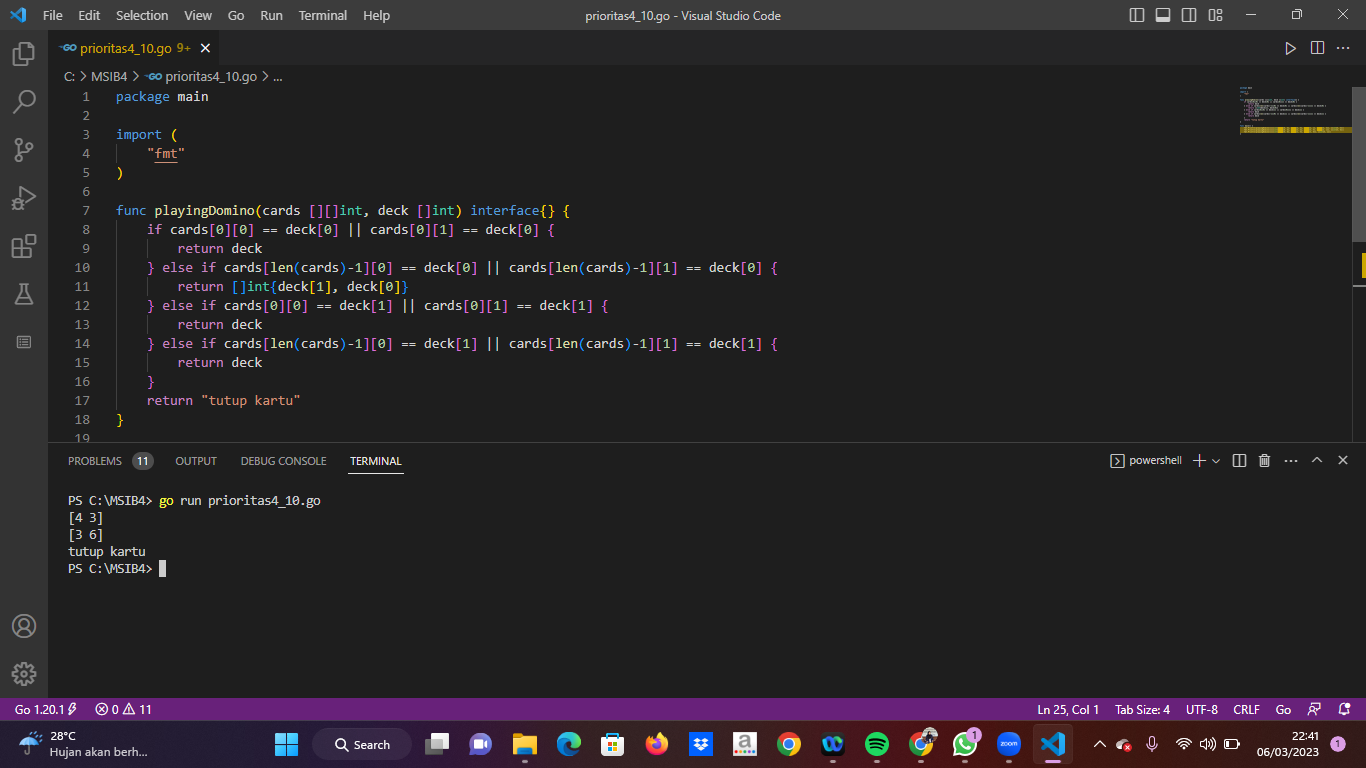 File Edit Selection View Go Run Terminal Help prioritas4_10.go - Visual Studio Code
prioritas4_10.go 9+
C: > MSIB4 > prioritas4_10.go > ...
1 package main
2
3 import (
4 "fmt"
5 )
6
7 func playingDomino(cards [][]int, deck []int) interface{} {
8 if cards[0][0] == deck[0] || cards[0][1] == deck[0] {
9 return deck
10 } else if cards[len(cards)-1][0] == deck[0] || cards[len(cards)-1][1] == deck[0] {
11 return []int{deck[1], deck[0]}
12 } else if cards[0][0] == deck[1] || cards[0][1] == deck[1] {
13 return deck
14 } else if cards[len(cards)-1][0] == deck[1] || cards[len(cards)-1][1] == deck[1] {
15 return deck
16 }
17 return "tutup kartu"
18 }
19
PROBLEMS 11 OUTPUT DEBUG CONSOLE TERMINAL powershell
PS C:\MSIB4> go run prioritas4_10.go
[4 3]
[3 6]
tutup kartu
PS C:\MSIB4>
Go 1.20.1 0 11 Ln 25, Col 1 Tab Size: 4 UTF-8 CRLF Go
28°C
Hujan akan berh...
Search
a
1
zoom
22:41
06/03/2023
1